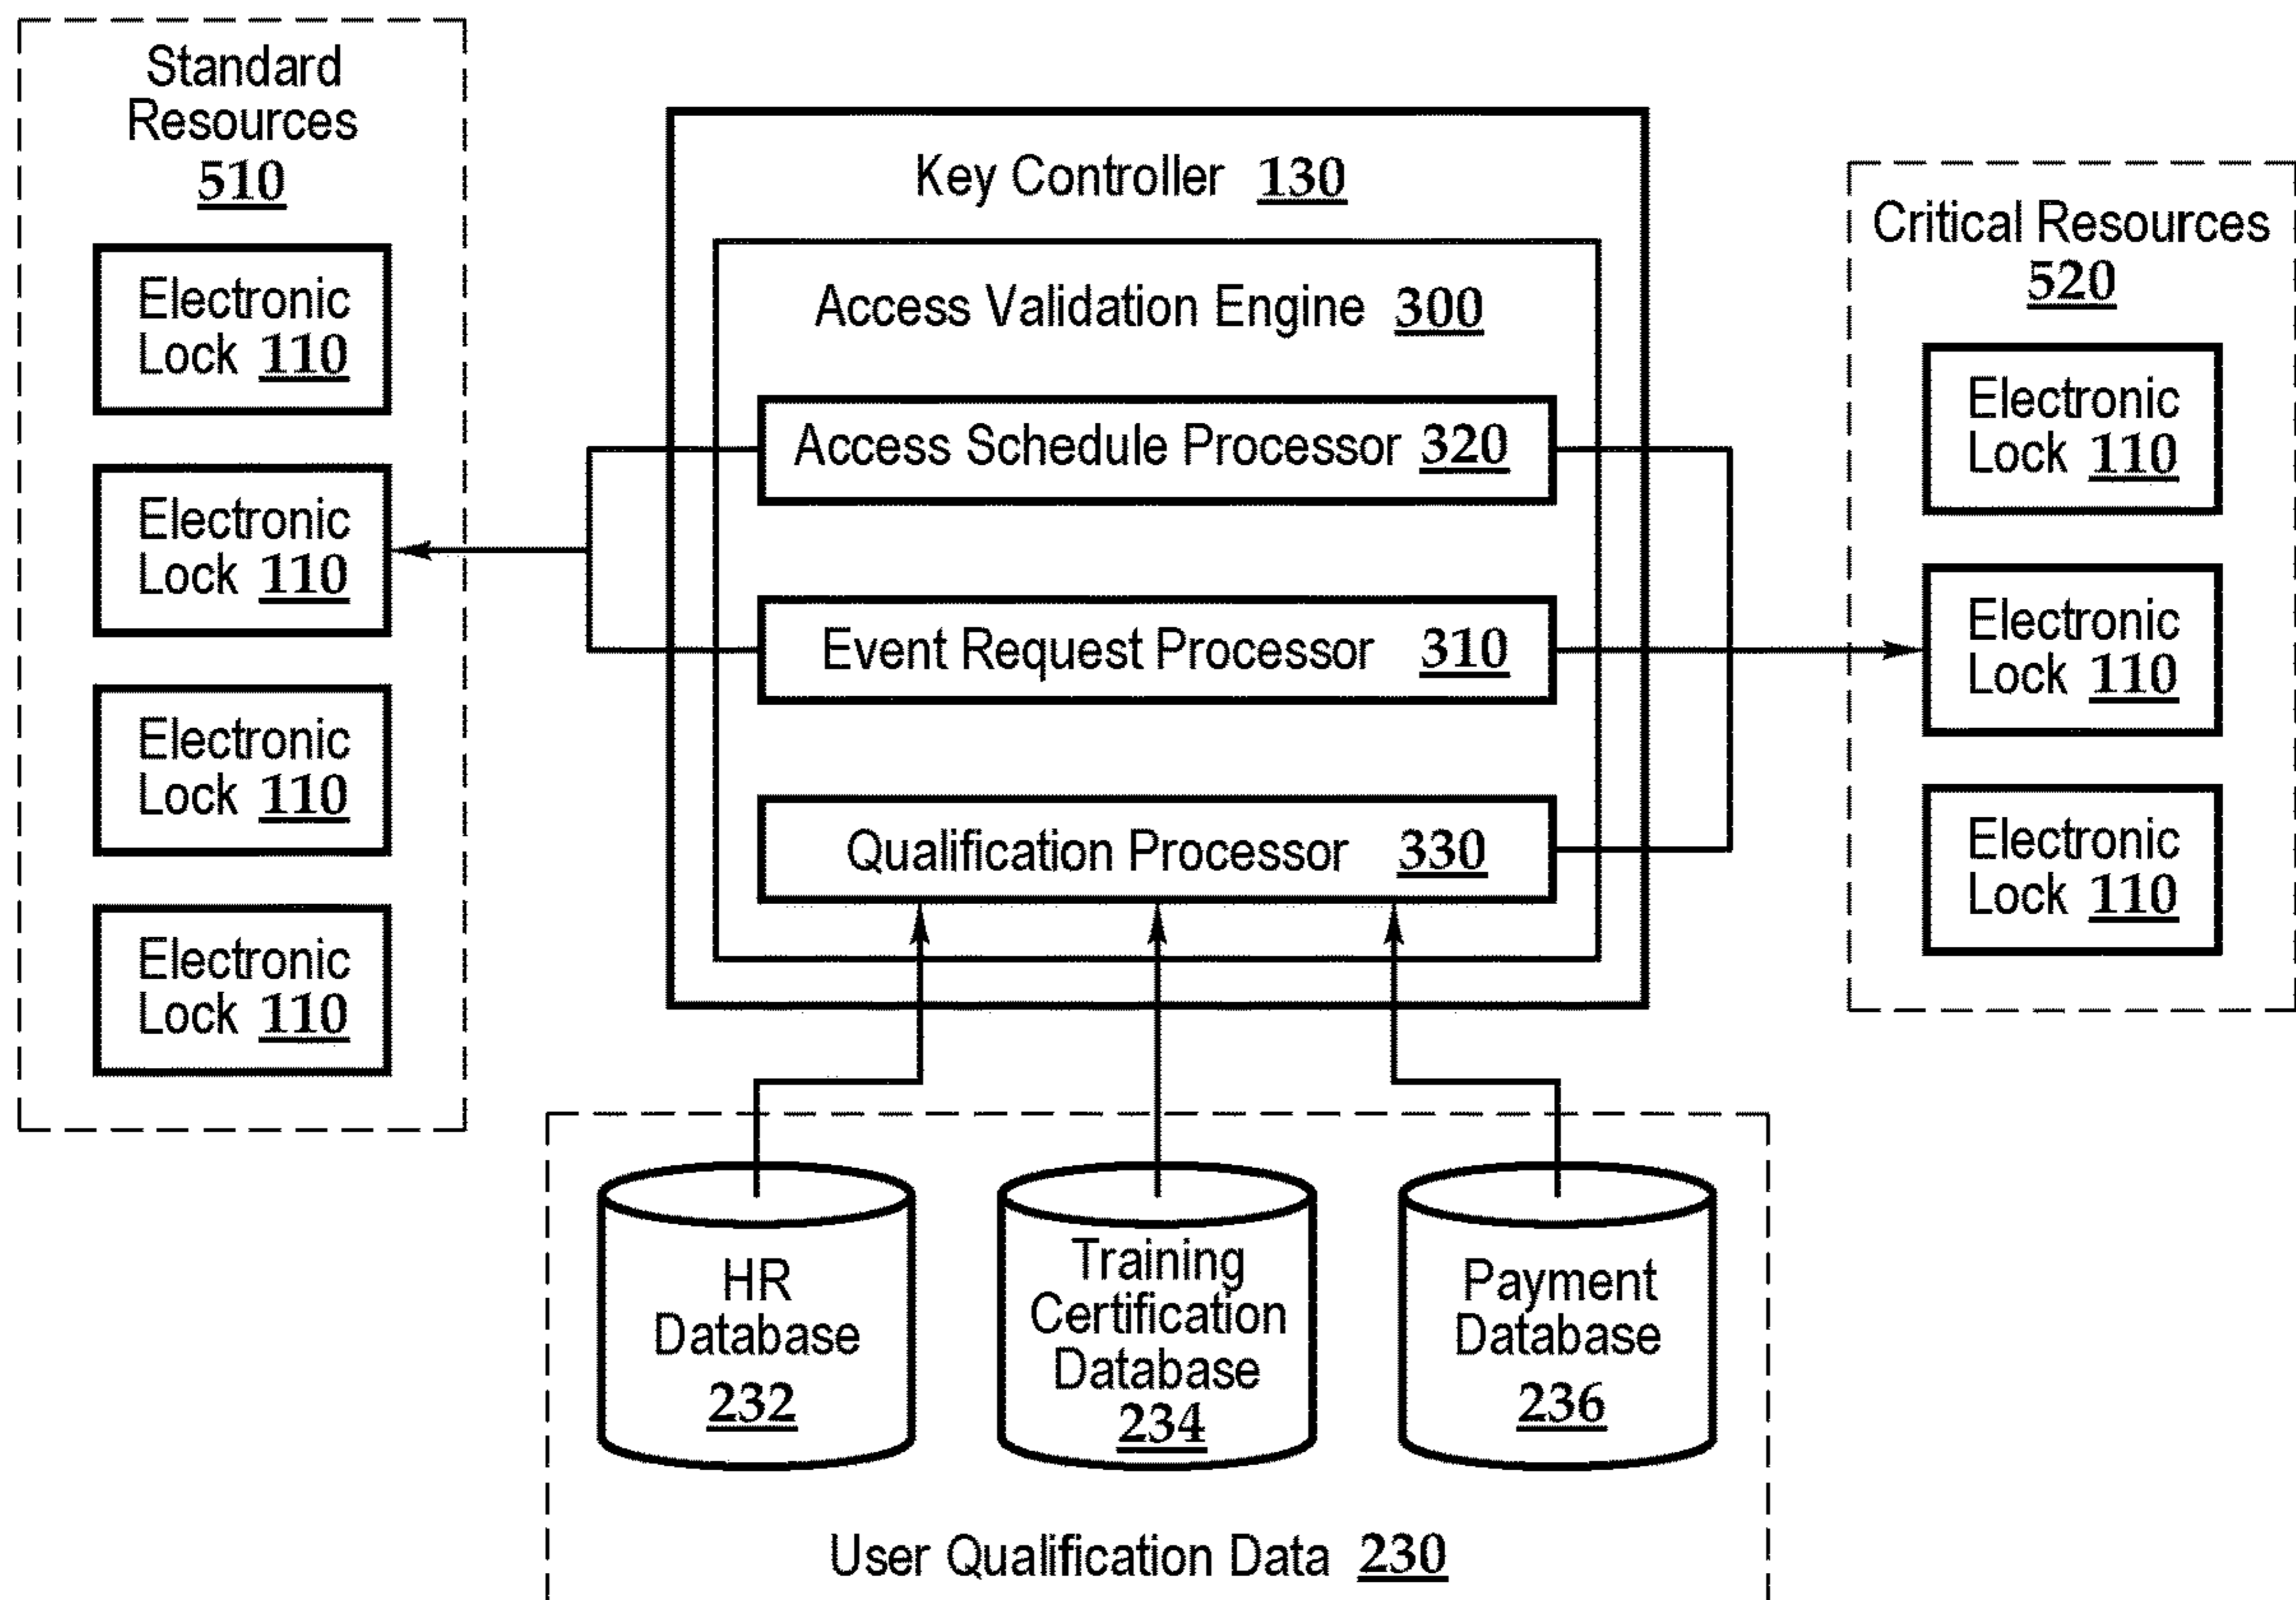 Standard
Resources
510
Electronic
Lock 110
Electronic
Lock 110
Electronic
Lock 110
Electronic
Lock 110
Key Controller 130
Access Validation Engine 300
Access Schedule Processor 320
Event Request Processor 310
Qualification Processor 330
Critical Resources
520
Electronic
Lock 110
Electronic
Lock 110
Electronic
Lock 110
HR
Database
232
Training
Certification
Database
234
Payment
Database
236
User Qualification Data 230